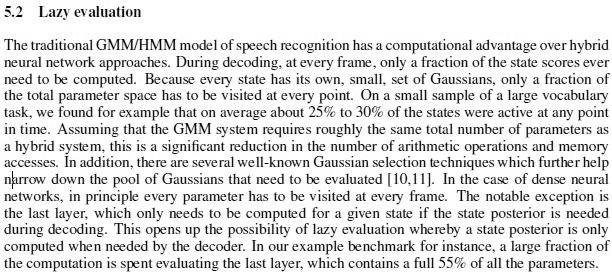 5.2 Lazy evaluation
The traditional GMM/HMM model of speech recognition has a computational advantage over hybrid
neural network approaches. During decoding, at every frame, only a fraction of the state scores ever
need to be computed. Because every state has its own, small, set of Gaussians, only a fraction of
the total parameter space has to be visited at every point. On a small sample of a large vocabulary
task, we found for example that on average about 25% to 30% of the states were active at any point
in time. Assuming that the GMM system requires roughly the same total number of parameters as
a hybrid system, this is a significant reduction in the number of arithmetic operations and memory
accesses. In addition, there are several well-known Gaussian selection techniques which further help
narrow down the pool of Gaussians that need to be evaluated [10,11]. In the case of dense neural
networks, in principle every parameter has to be visited at every frame. The notable exception is
the last layer, which only needs to be computed for a given state if the state posterior is needed
during decoding. This opens up the possibility of lazy evaluation whereby a state posterior is only
computed when needed by the decoder. In our example benchmark for instance, a large fraction of
the computation is spent evaluating the last layer, which contains a full 55% of all the parameters.